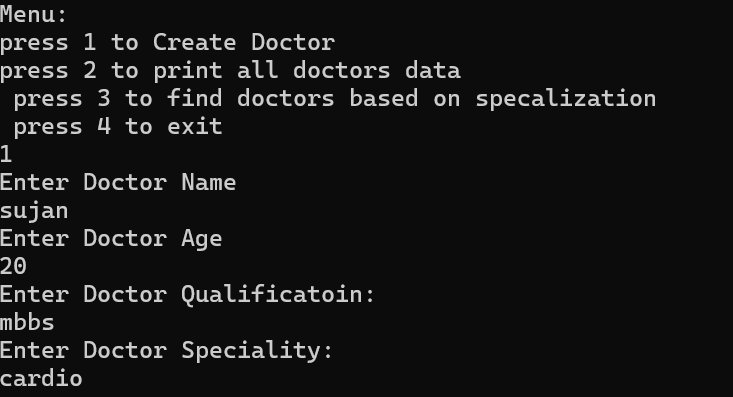 Menu:
press 1 to Create Doctor
press 2 to print all doctors data
 press 3 to find doctors based on specalization
 press 4 to exit
1
Enter Doctor Name
sujan
Enter Doctor Age
20
Enter Doctor Qualificatoin:
mbbs
Enter Doctor Speciality:
cardio